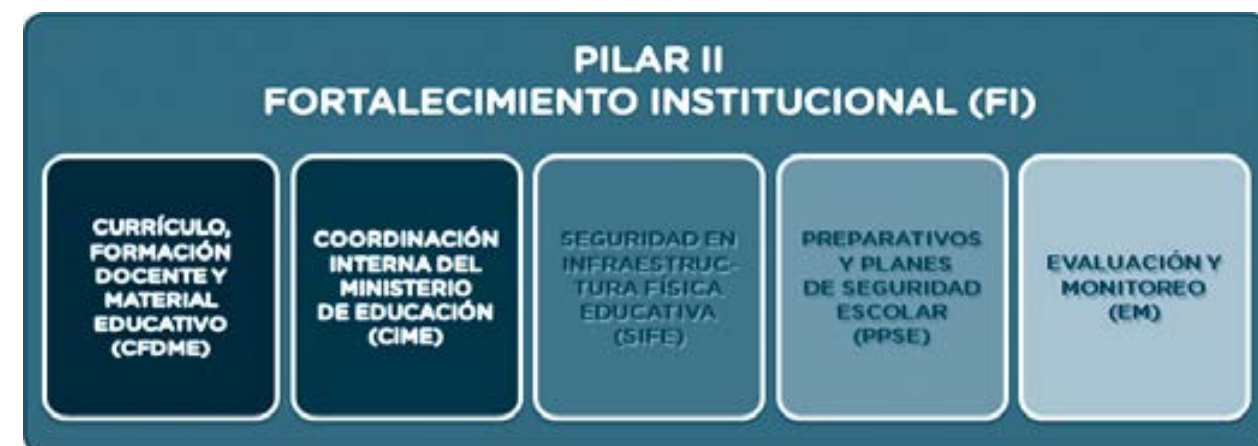 PILAR II
FORTALECIMIENTO INSTITUCIONAL (FI)
CURRÍCULO,
FORMACIÓN
DOCENTE Y
MATERIAL
EDUCATIVO
(CFDME)
COORDINACIÓN
INTERNA DEL
MINISTERIO
DE EDUCACIÓN
(CIME)
SEGURIDAD EN
INFRAESTRUC-
TURA FÍSICA
EDUCATIVA
(SIFE)
PREPARATIVOS
Y PLANES
DE SEGURIDAD
ESCOLAR
(PPSE)
EVALUACIÓN Y
MONITOREO
(EM)